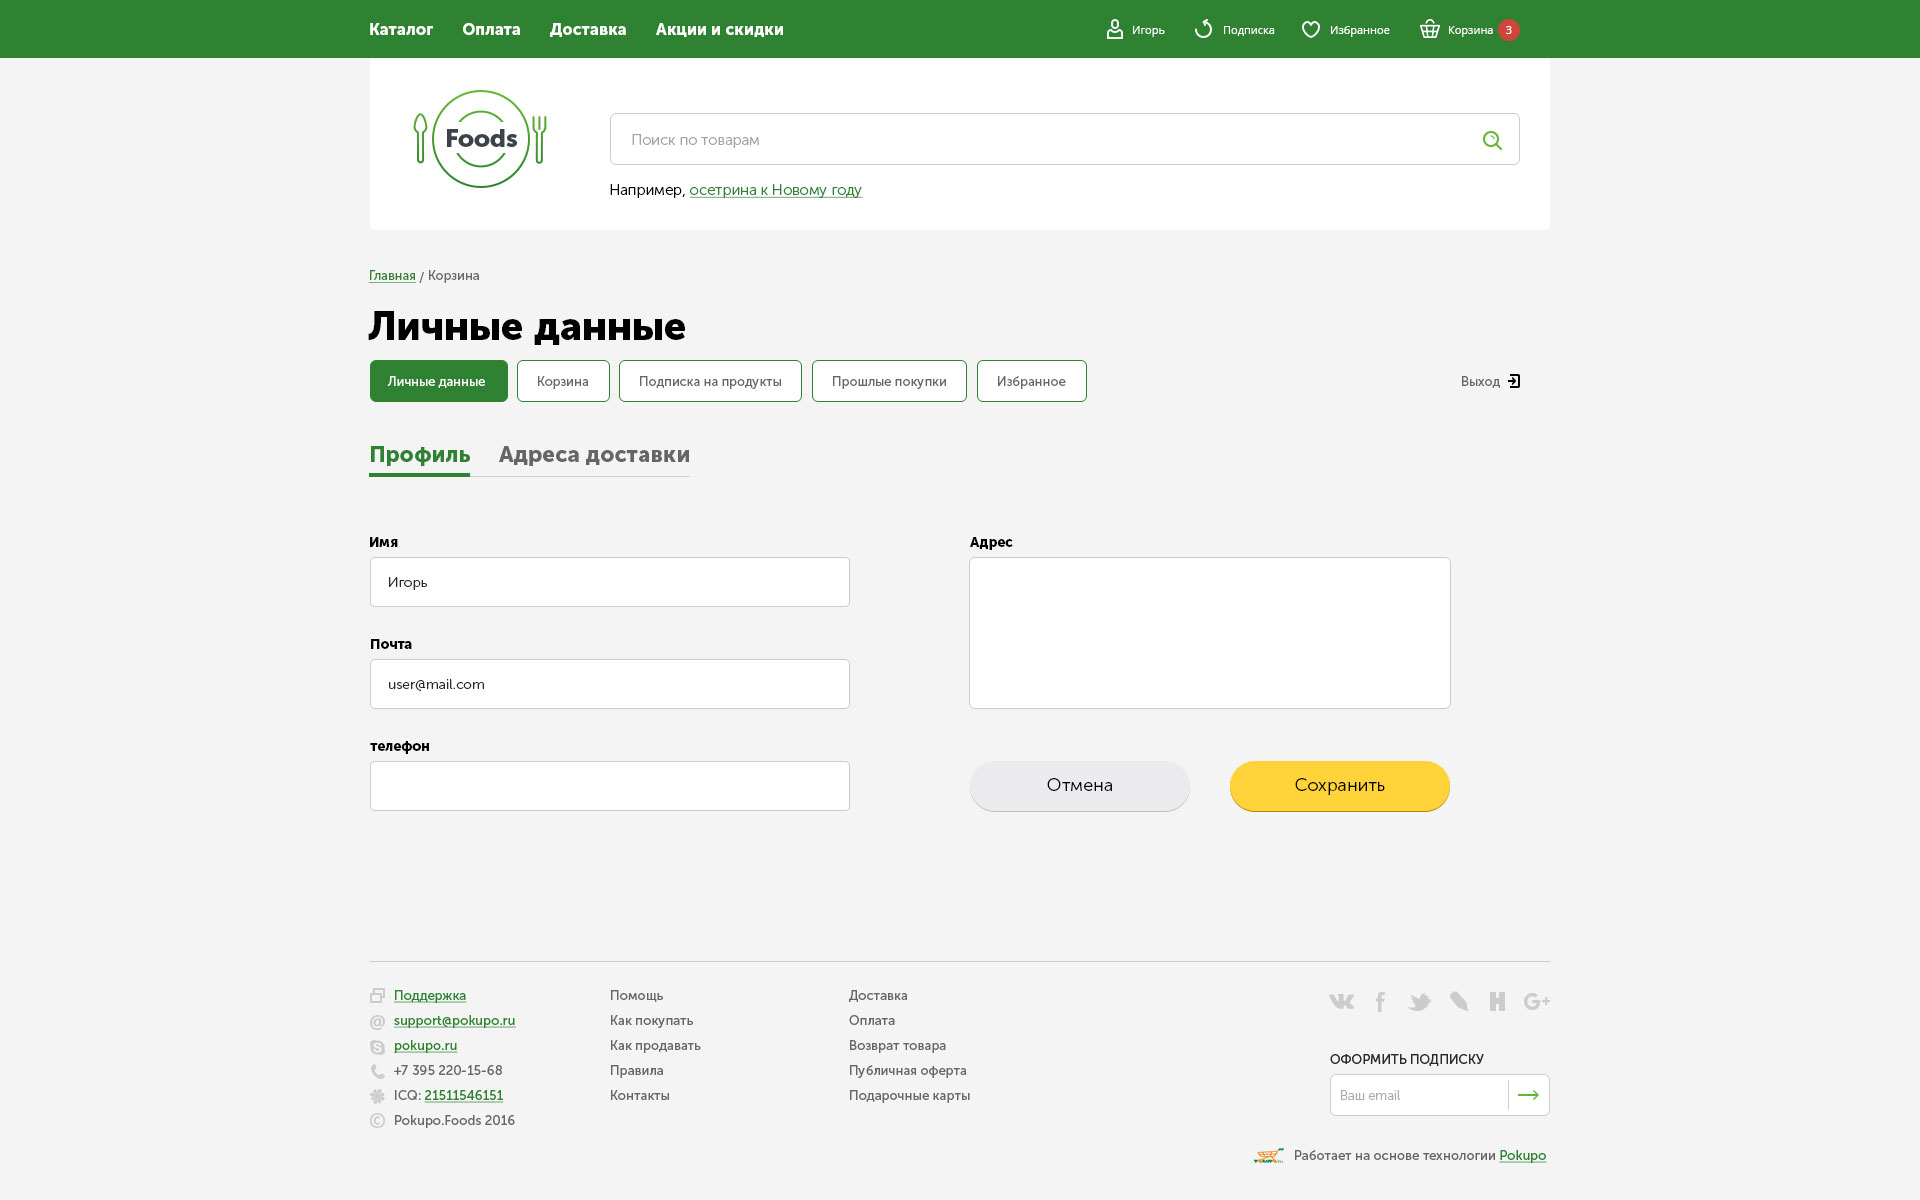 Каталог Оплата Доставка Акции и скидки Игорь Подписка Избранное Корзина 3
Foods
Поиск по товарам
Например, осетрина к Новому году
Главная / Корзина
Личные данные
Личные данные Корзина Подписка на продукты Прошлые покупки Избранное Выход
Профиль Адреса доставки
Имя
Игорь
Почта
user@mail.com
телефон
Адрес
Отмена Сохранить
Поддержка
support@pokupo.ru
pokupo.ru
+7 395 220-15-68
ICQ: 21511546151
© Pokupo.Foods 2016
Помощь
Как покупать
Как продавать
Правила
Контакты
Доставка
Оплата
Возврат товара
Публичная оферта
Подарочные карты
ОФОРМИТЬ ПОДПИСКУ
Ваш email
Работает на основе технологии Pokupo